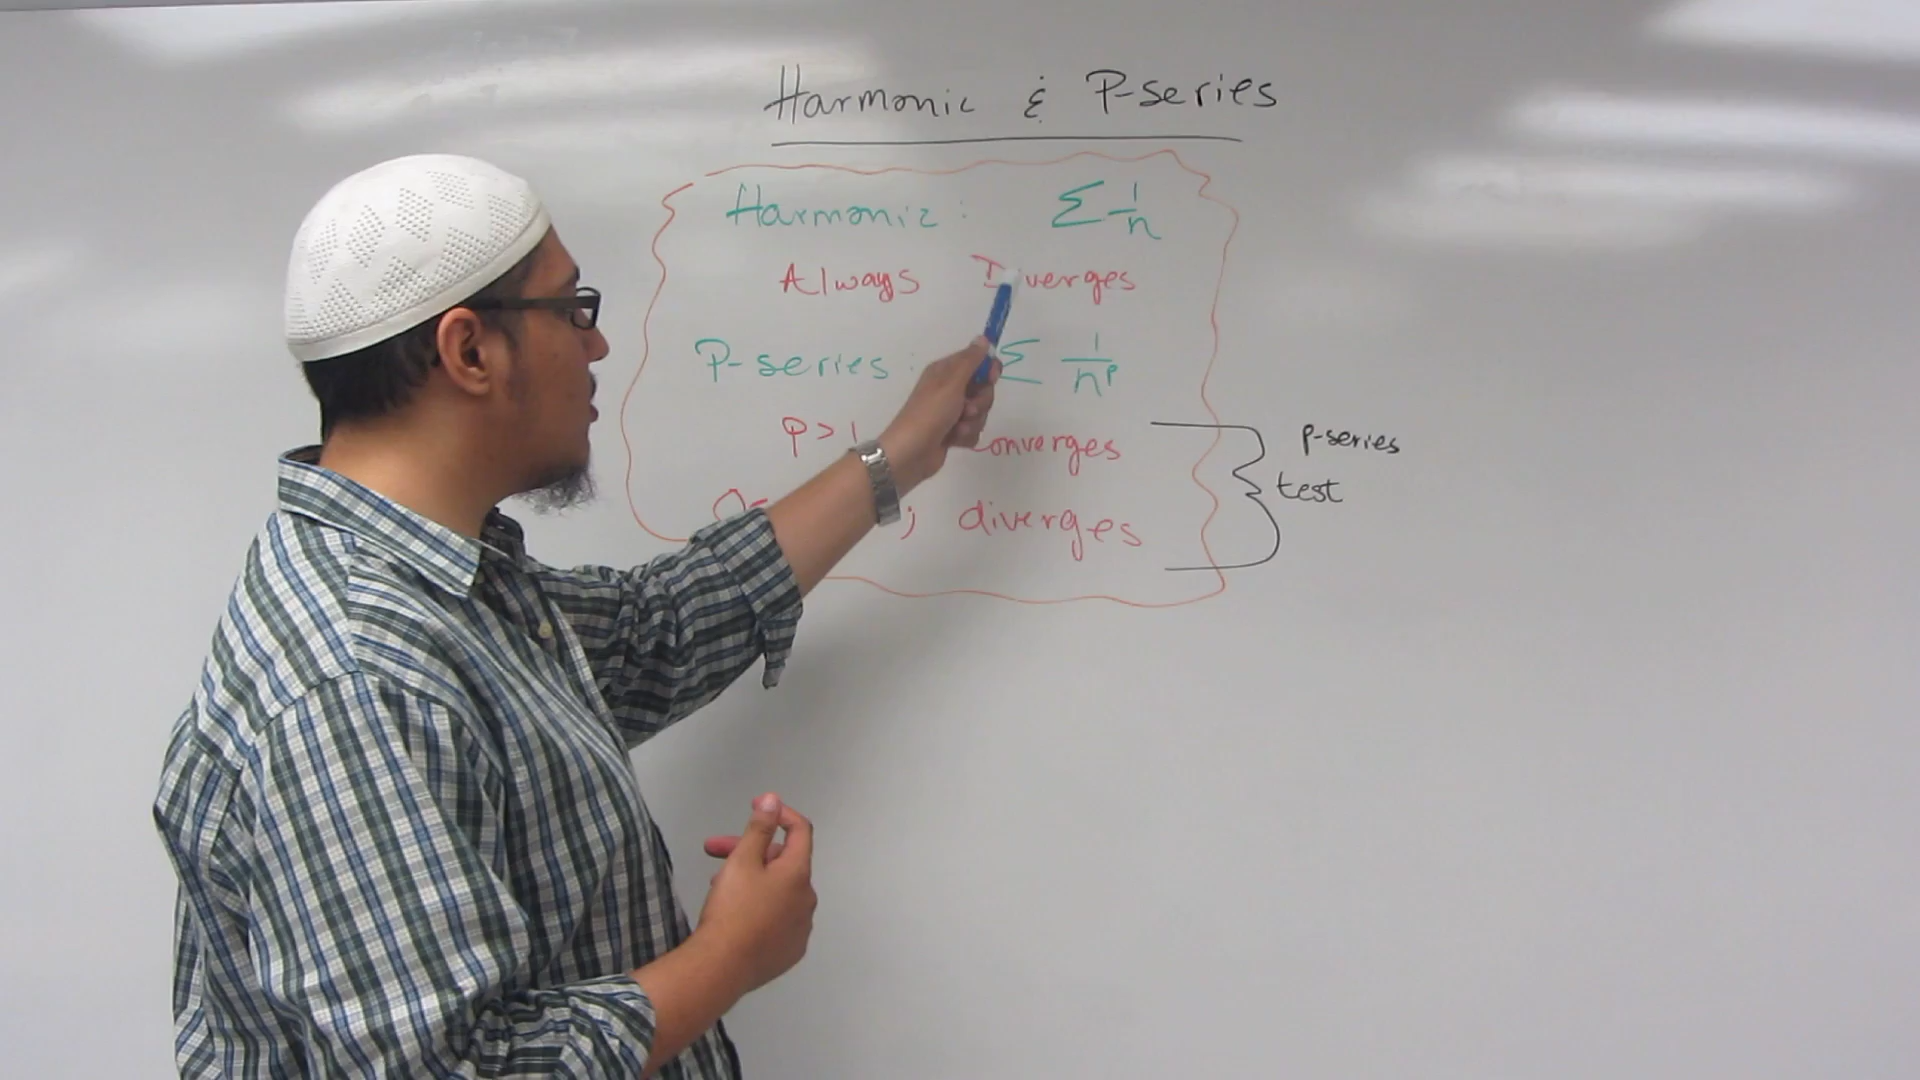 Harmonic & P-series
Harmonic: Σ 1/n
Always Diverges
P-series: Σ 1/n^p
P>1 Converges
; diverges
p-series
test